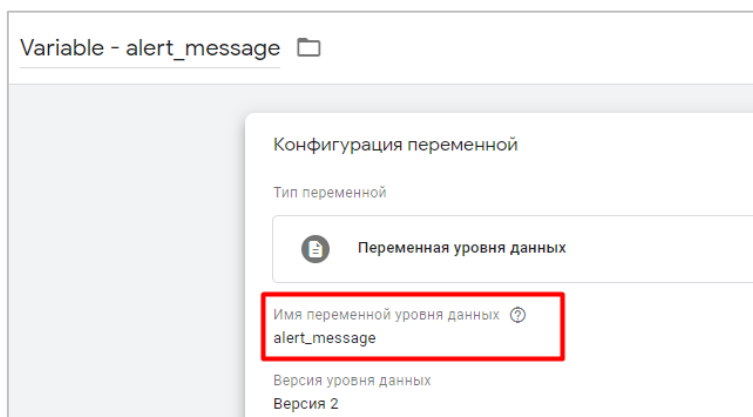 Variable - alert_message
Конфигурация переменной
Тип переменной
Переменная уровня данных
Имя переменной уровня данных
alert_message
Версия уровня данных
Версия 2